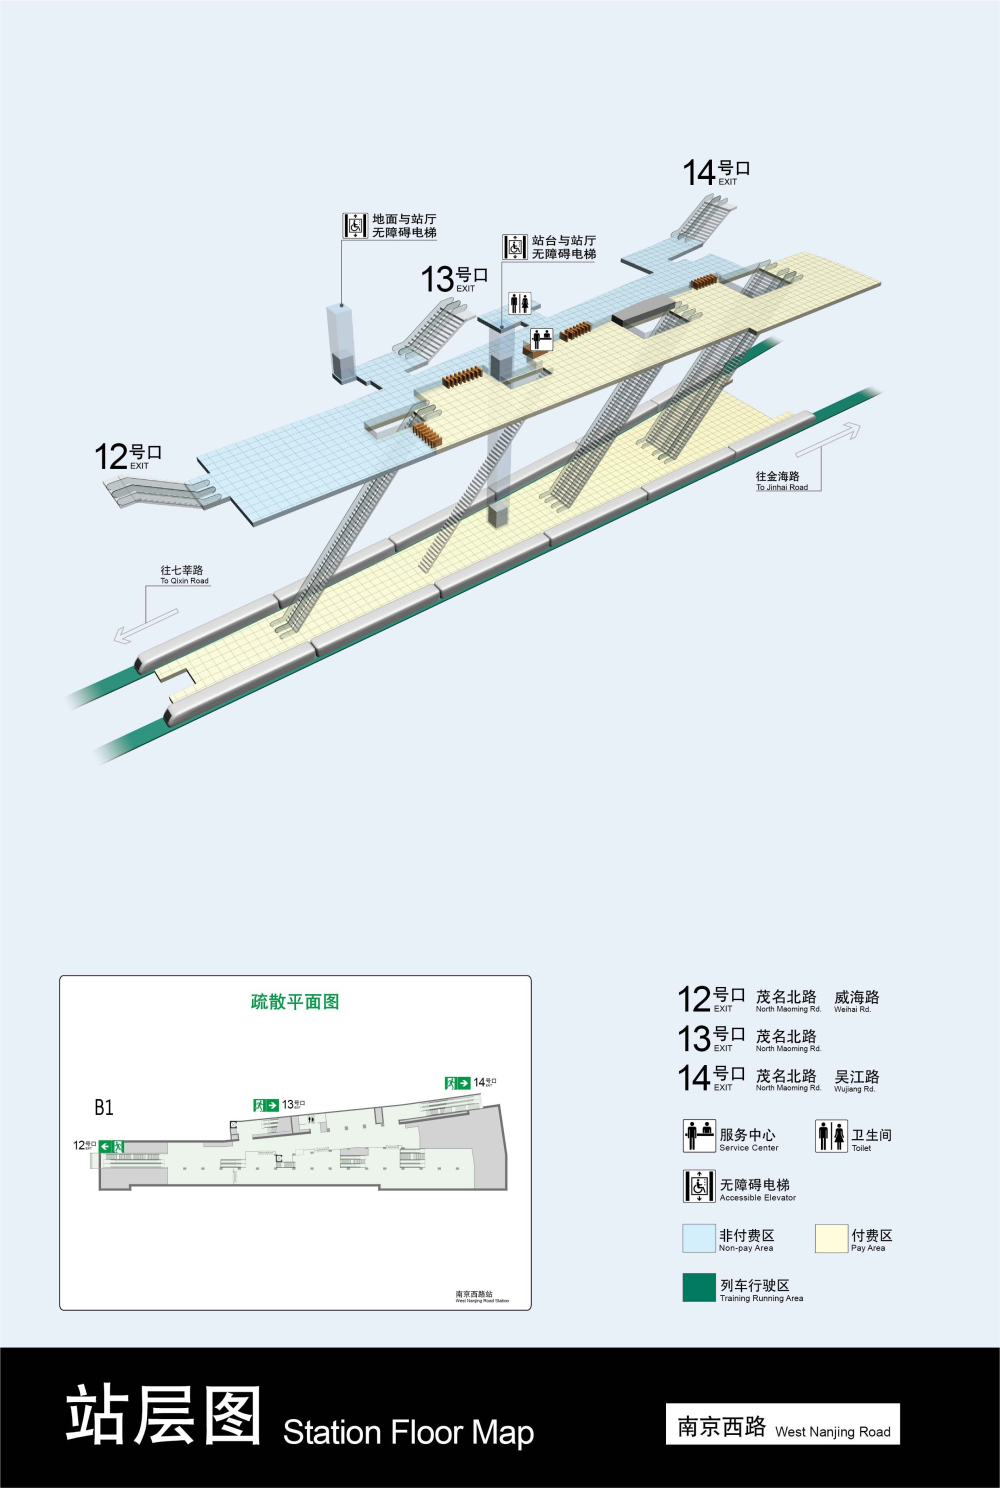 14号口
EXIT
地面与站厅
无障碍电梯
站台与站厅
无障碍电梯
13号口
EXIT
12号口
EXIT
往金海路
To Jinhai Road
往七莘路
To Qixin Road
疏散平面图
14号口
EXIT
13号口
EXIT
B1
12号口
EXIT
南京西路站
West Nanjing Road Station
12号口 茂名北路 威海路
EXIT North Maoming Rd. Weihai Rd.
13号口 茂名北路
EXIT North Maoming Rd.
14号口 茂名北路 吴江路
EXIT North Maoming Rd. Wujiang Rd.
服务中心 卫生间
Service Center Toilet
无障碍电梯
Accessible Elevator
非付费区 付费区
Non-pay Area Pay Area
列车行驶区
Training Running Area
站层图 Station Floor Map
南京西路 West Nanjing Road